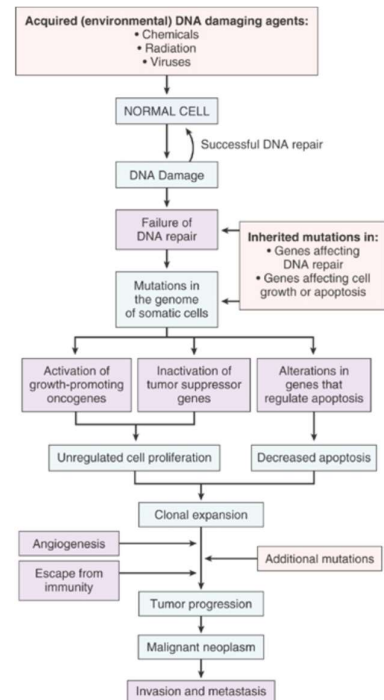 Acquired (environmental) DNA damaging agents:
• Chemicals
• Radiation
• Viruses
NORMAL CELL
Successful DNA repair
DNA Damage
Failure of
DNA repair
Inherited mutations in:
• Genes affecting
DNA repair
• Genes affecting cell
growth or apoptosis
Mutations in
the genome
of somatic cells
Activation of
growth-promoting
oncogenes
Inactivation of
tumor suppressor
genes
Alterations in
genes that
regulate apoptosis
Unregulated cell proliferation
Decreased apoptosis
Clonal expansion
Angiogenesis
Additional mutations
Escape from
immunity
Tumor progression
Malignant neoplasm
Invasion and metastasis